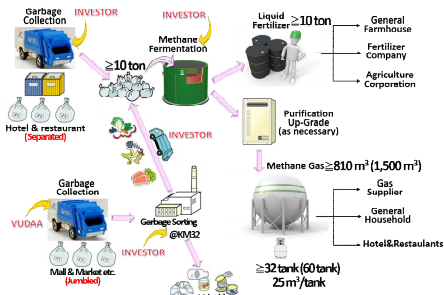 Garbage
Collection
INVESTOR
Hotel & restaurant
(Separated)
≧10 ton
INVESTOR
Methane
Fermentation
Liquid
Fertilizer
≧10 ton
General
Farmhouse
Fertilizer
Company
Agriculture
Corporation
INVESTOR
Purification
Up-Grade
(as necessary)
Methane Gas≧810 m³ (1,500 m³)
Garbage
Collection
VUDAA
Mall & Market etc.
(Jumbled)
Garbage Sorting
@KM32
INVESTOR
Gas
Supplier
General
Household
Hotel&Restaulants
≧32 tank (60 tank)
25 m³/tank